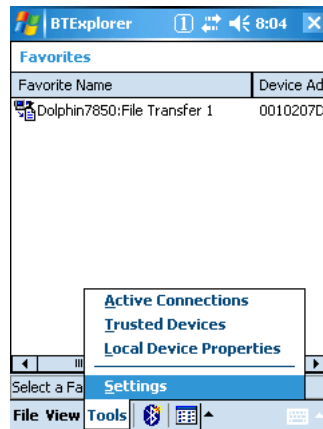 BTExplorer 1 8:04
Favorites
Favorite Name Device Ad
Dolphin7850:File Transfer 1 0010207D
Active Connections
Trusted Devices
Local Device Properties
Select a Fa Settings
File View Tools